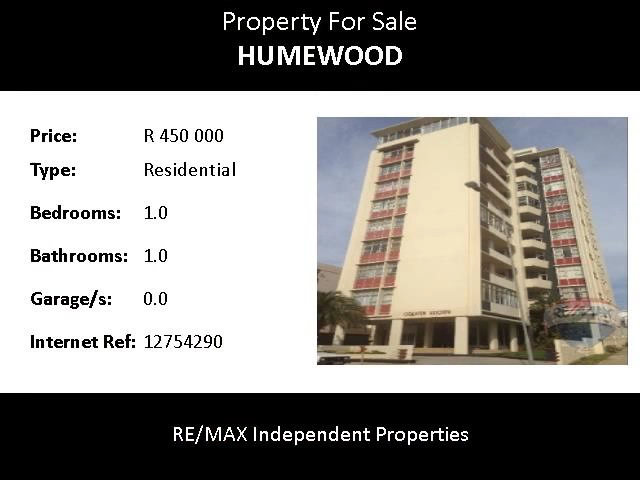 Property For Sale
HUMEWOOD
Price: R 450 000
Type: Residential
Bedrooms: 1.0
Bathrooms: 1.0
Garage/s: 0.0
Internet Ref: 12754290
RE/MAX Independent Properties